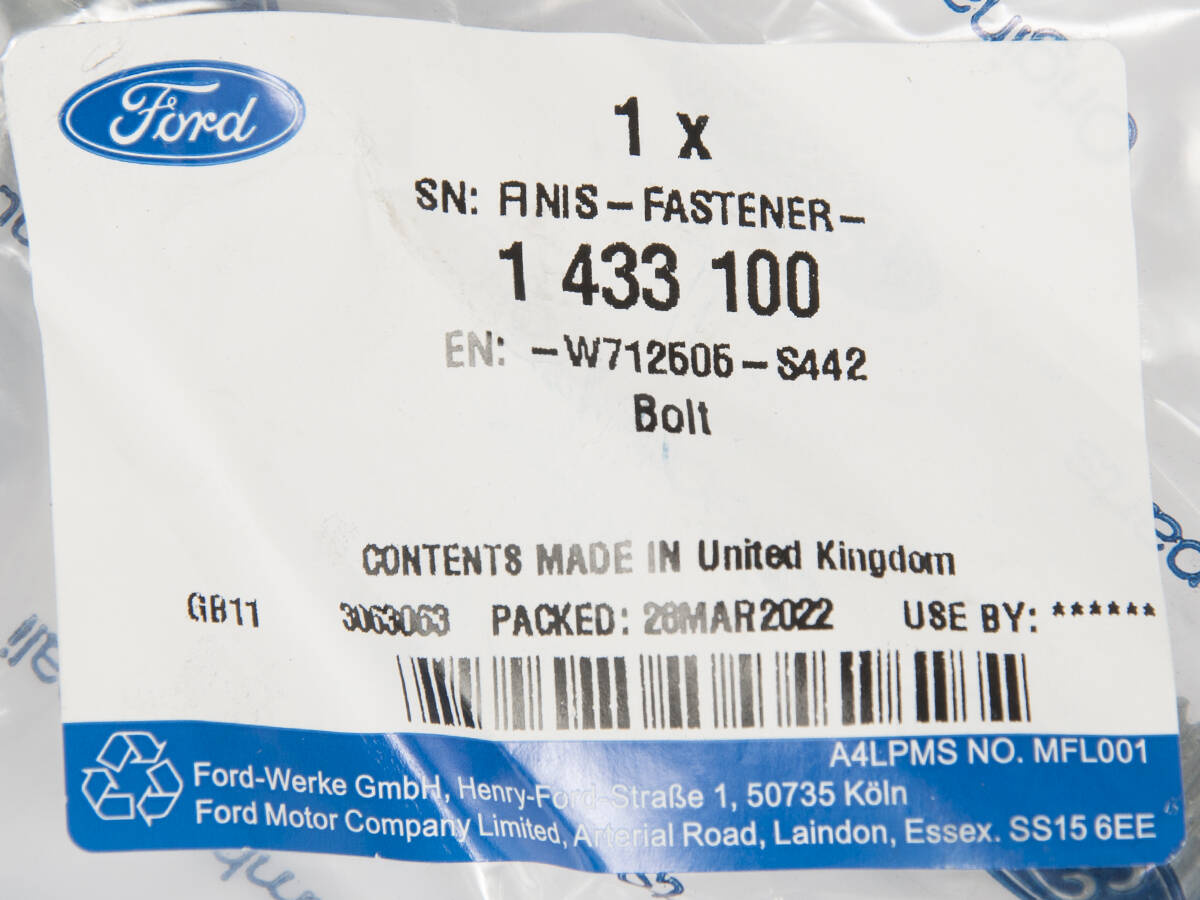 Ford
1 x
SN: ANIS-FASTENER-
1 433 100
EN: -W712606-S442
Bolt
CONTENTS MADE IN United Kingdom
GB11 3063063 PACKED: 28MAR2022 USE BY: ******
A4LPMS NO. MFL001
Ford-Werke GmbH, Henry-Ford-Straße 1, 50735 Köln
Ford Motor Company Limited, Arterial Road, Laindon, Essex. SS15 6EE